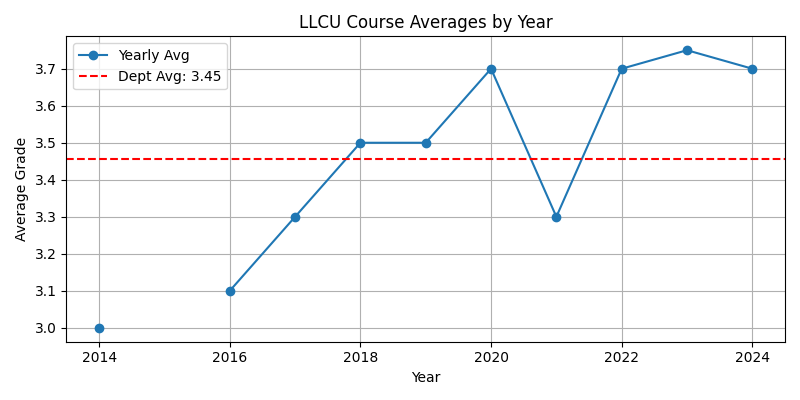 LLCU Course Averages by Year
Yearly Avg
Dept Avg: 3.45
Average Grade
3.7
3.6
3.5
3.4
3.3
3.2
3.1
3.0
2014 2016 2018 2020 2022 2024
Year